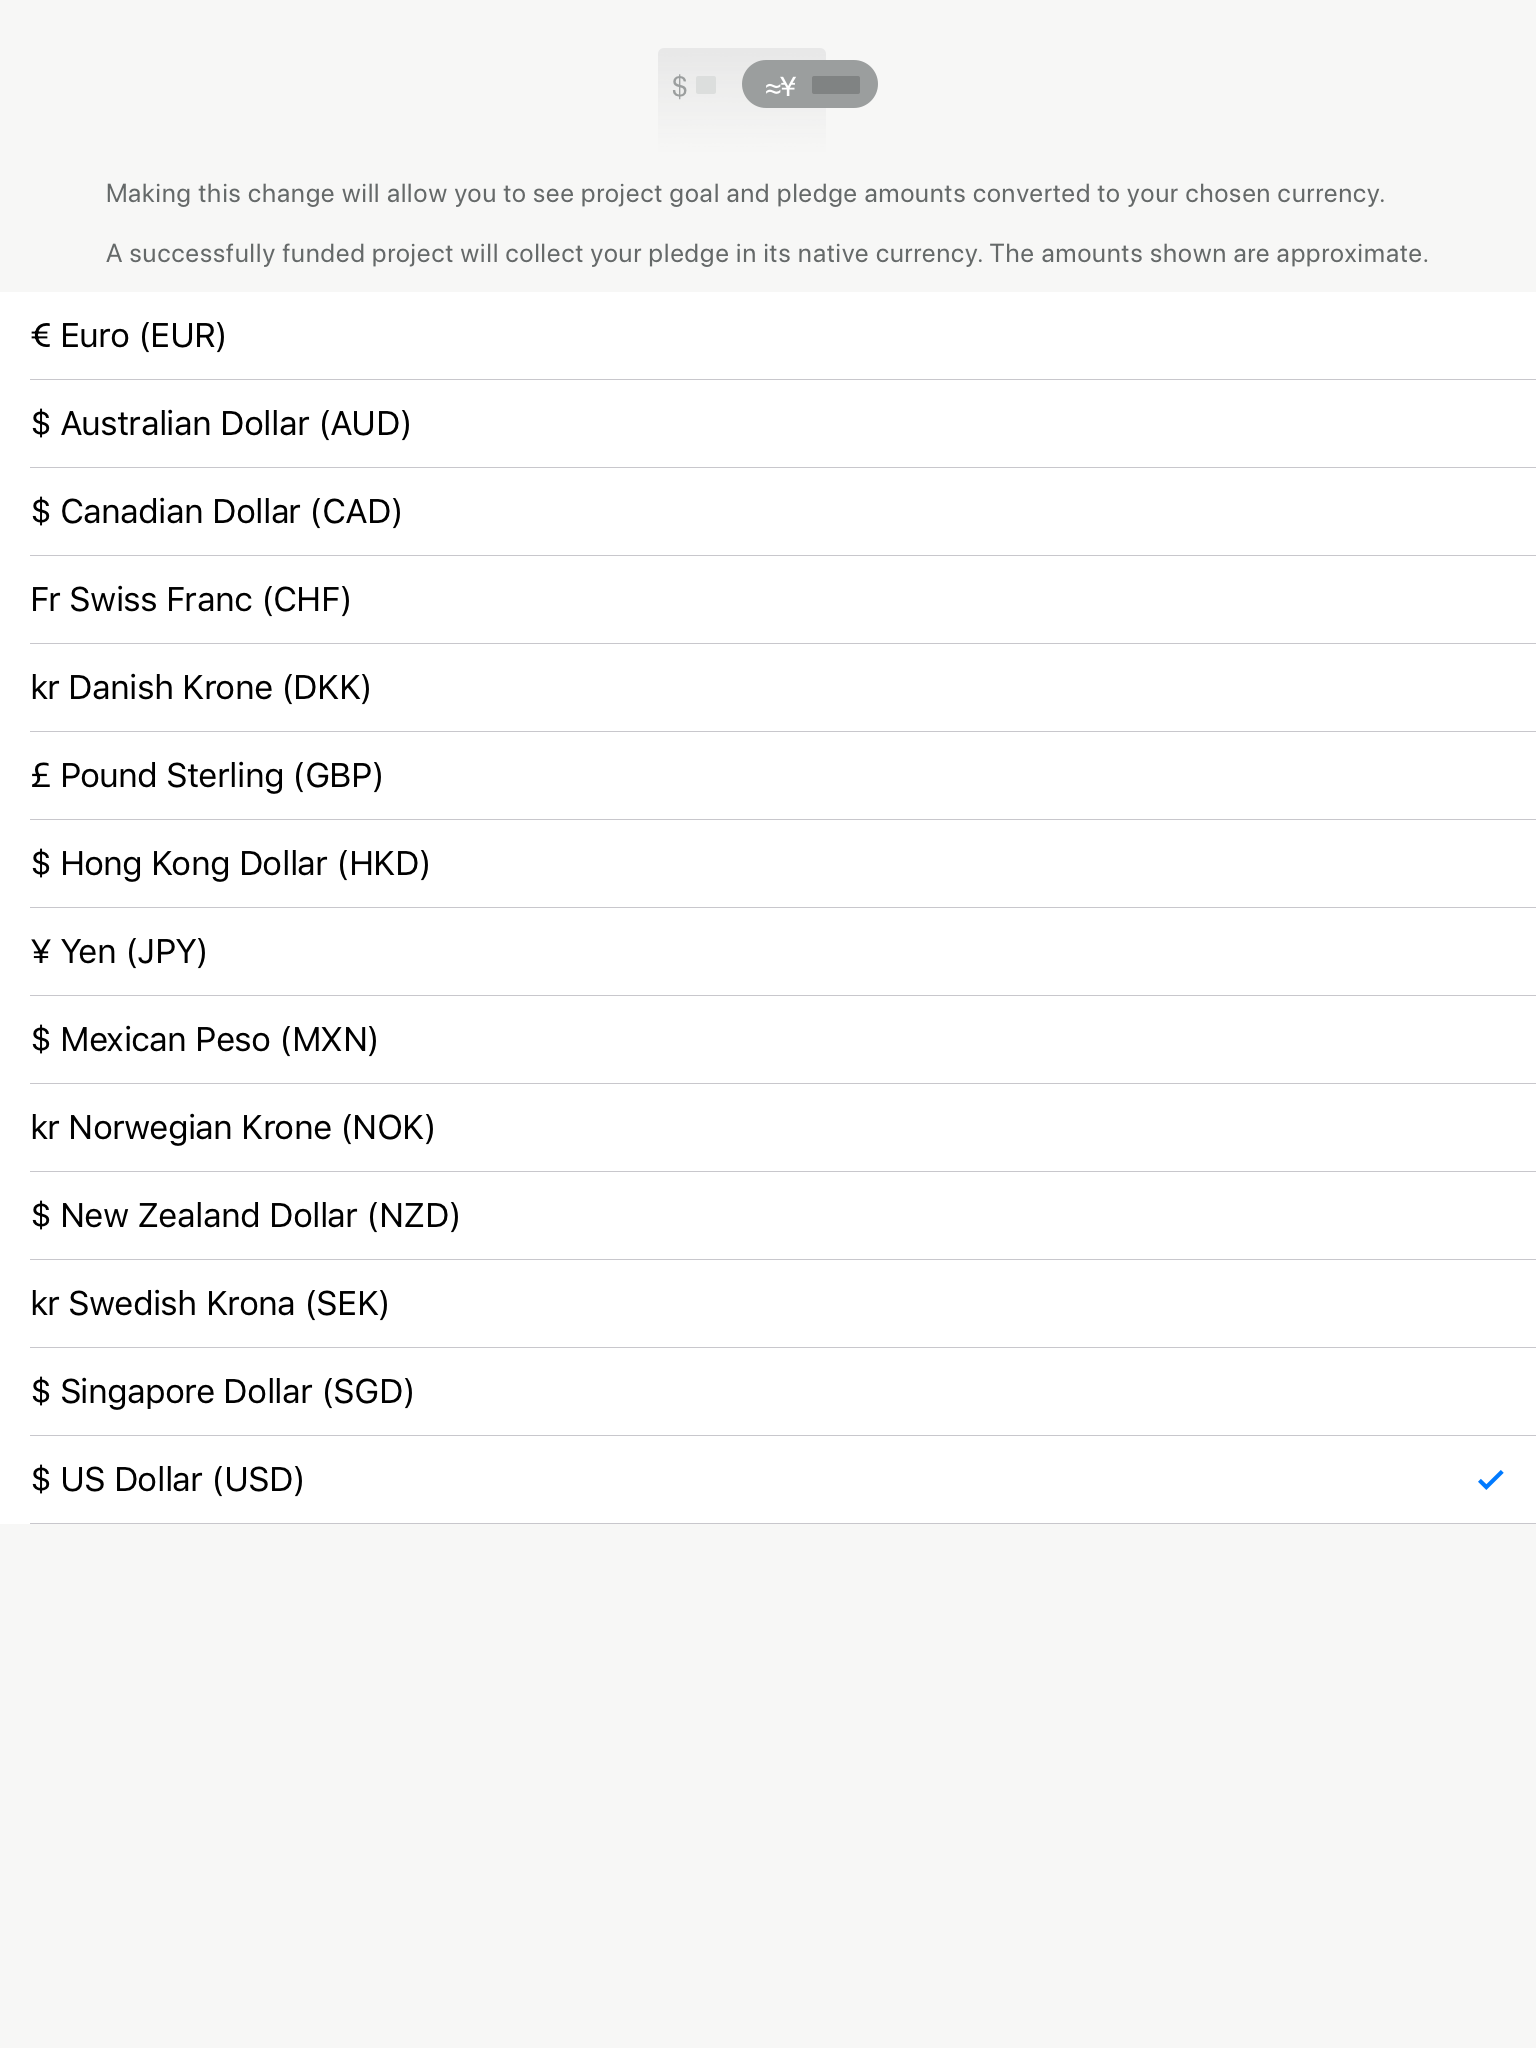 $ ≈¥
Making this change will allow you to see project goal and pledge amounts converted to your chosen currency.
A successfully funded project will collect your pledge in its native currency. The amounts shown are approximate.
€ Euro (EUR)
$ Australian Dollar (AUD)
$ Canadian Dollar (CAD)
Fr Swiss Franc (CHF)
kr Danish Krone (DKK)
£ Pound Sterling (GBP)
$ Hong Kong Dollar (HKD)
¥ Yen (JPY)
$ Mexican Peso (MXN)
kr Norwegian Krone (NOK)
$ New Zealand Dollar (NZD)
kr Swedish Krona (SEK)
$ Singapore Dollar (SGD)
$ US Dollar (USD)